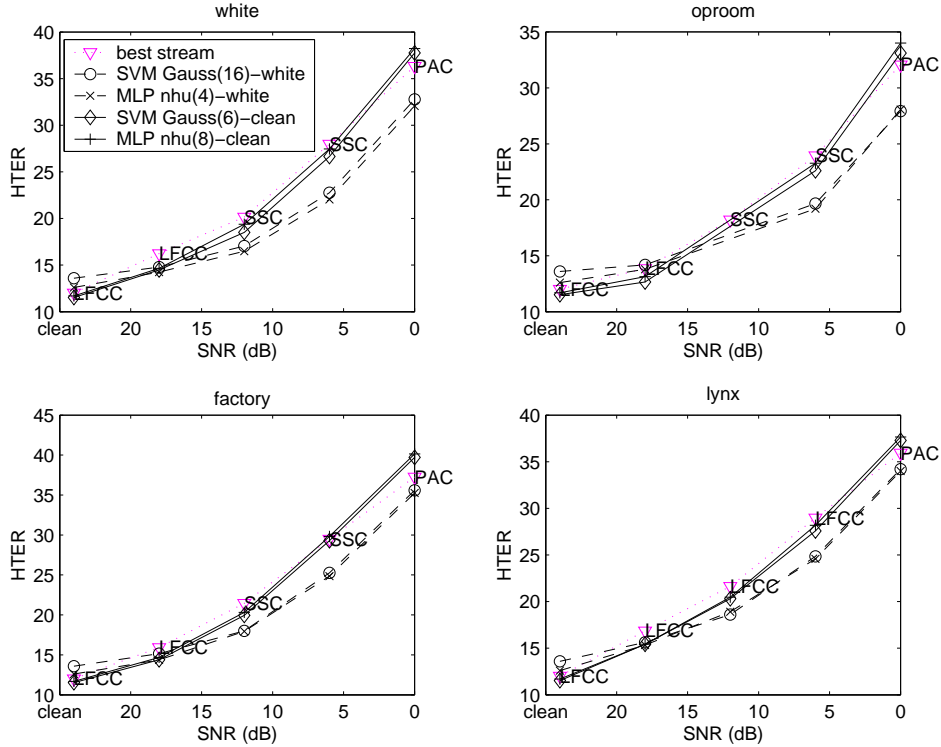 white
40
35
30
25
20
15
10
HTER
best stream
SVM Gauss(16)−white
MLP nhu(4)−white
SVM Gauss(6)−clean
MLP nhu(8)−clean
LFCC
LFCC
SSC
SSC
PAC
clean 20 15 10 5 0
SNR (dB)
oproom
35
30
25
20
15
10
HTER
LFCC
LFCC
SSC
SSC
PAC
clean 20 15 10 5 0
SNR (dB)
factory
45
40
35
30
25
20
15
10
HTER
LFCC
LFCC
SSC
SSC
PAC
clean 20 15 10 5 0
SNR (dB)
lynx
40
35
30
25
20
15
10
HTER
LFCC
LFCC
LFCC
LFCC
PAC
clean 20 15 10 5 0
SNR (dB)